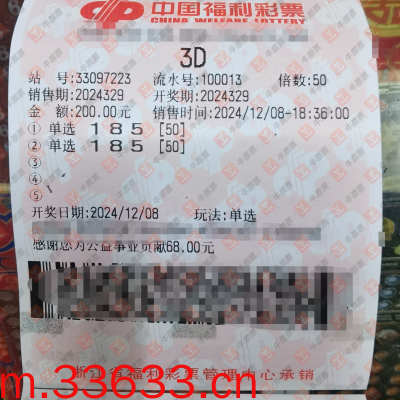 中国福利彩票
CHINA WELFARE LOTTERY
3D
站 号:33097223 流水号:100013 倍数:50
销售期:2024329 开奖期:2024329
金 额:200.00元 销售时间:2024/12/08-18:36:00
① 单选 1 8 5 [50]
② 单选 1 8 5 [50]
③
④
⑤
开奖日期:2024/12/08 玩法:单选
感谢您为公益事业贡献68.00元
浙江省福利彩票管理中心承销
m.33633.cn